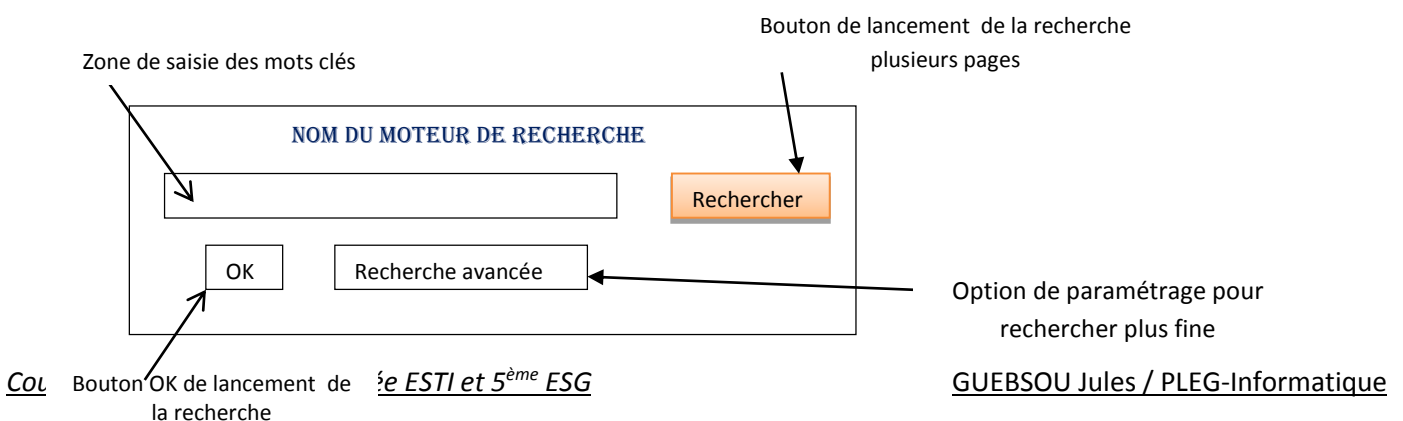 Bouton de lancement de la recherche
plusieurs pages
Zone de saisie des mots clés
NOM DU MOTEUR DE RECHERCHE
Rechercher
OK
Recherche avancée
Option de paramétrage pour
rechercher plus fine
Bouton OK de lancement de
la recherche
ESTI et 5ème ESG
GUEBSOU Jules / PLEG-Informatique